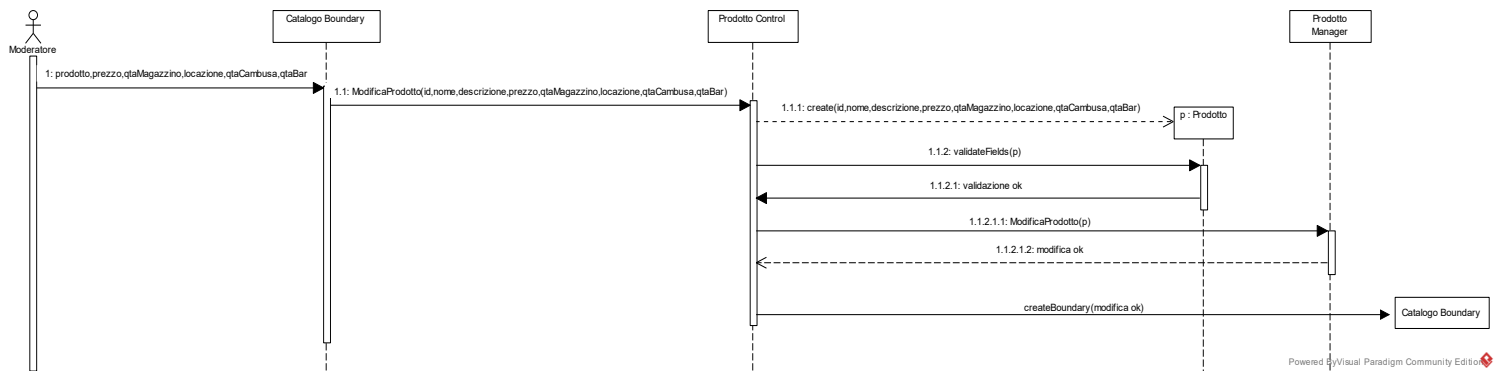 Moderatore
Catalogo Boundary
Prodotto Control
Prodotto
Manager
1: prodotto,prezzo,qtaMagazzino,locazione,qtaCambusa,qtaBar
1.1: ModificaProdotto(id,nome,descrizione,prezzo,qtaMagazzino,locazione,qtaCambusa,qtaBar)
1.1.1: create(id,nome,descrizione,prezzo,qtaMagazzino,locazione,qtaCambusa,qtaBar)
p : Prodotto
1.1.2: validateFields(p)
1.1.2.1: validazione ok
1.1.2.1.1: ModificaProdotto(p)
1.1.2.1.2: modifica ok
createBoundary(modifica ok)
Catalogo Boundary
Powered ByVisual Paradigm Community Edition